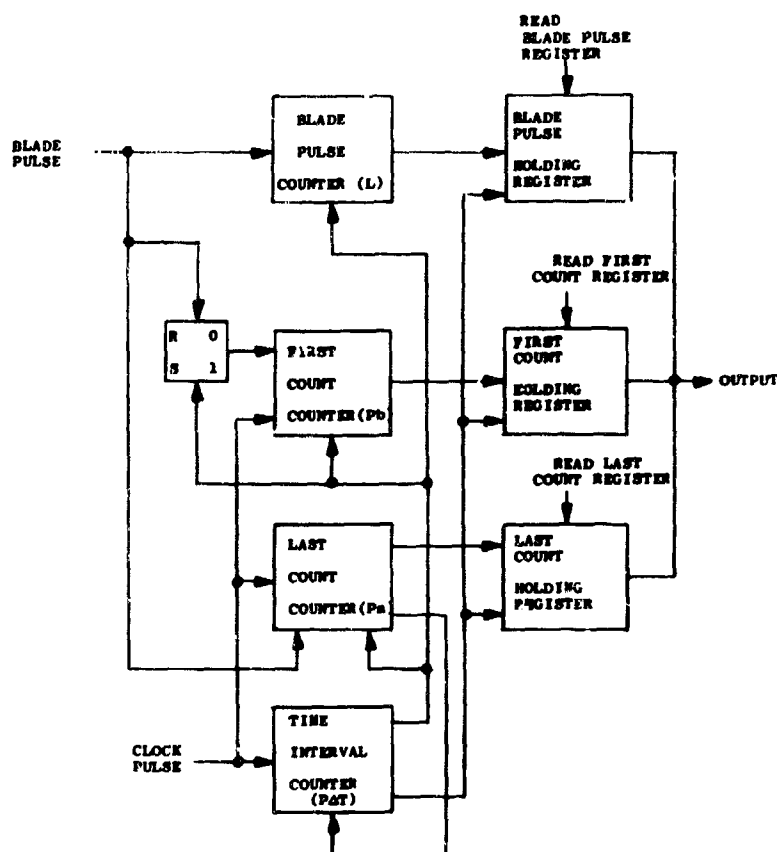 READ
BLADE PULSE
REGISTER
BLADE
PULSE
BLADE
PULSE
COUNTER (L)
BLADE
PULSE
HOLDING
REGISTER
READ FIRST
COUNT REGISTER
R 0
S 1
FIRST
COUNT
COUNTER(Pb
FIRST
COUNT
HOLDING
REGISTER
OUTPUT
READ LAST
COUNT REGISTER
LAST
COUNT
COUNTER(Pa
LAST
COUNT
HOLDING
REGISTER
CLOCK
PULSE
TIME
INTERVAL
COUNTER
(PΔT)